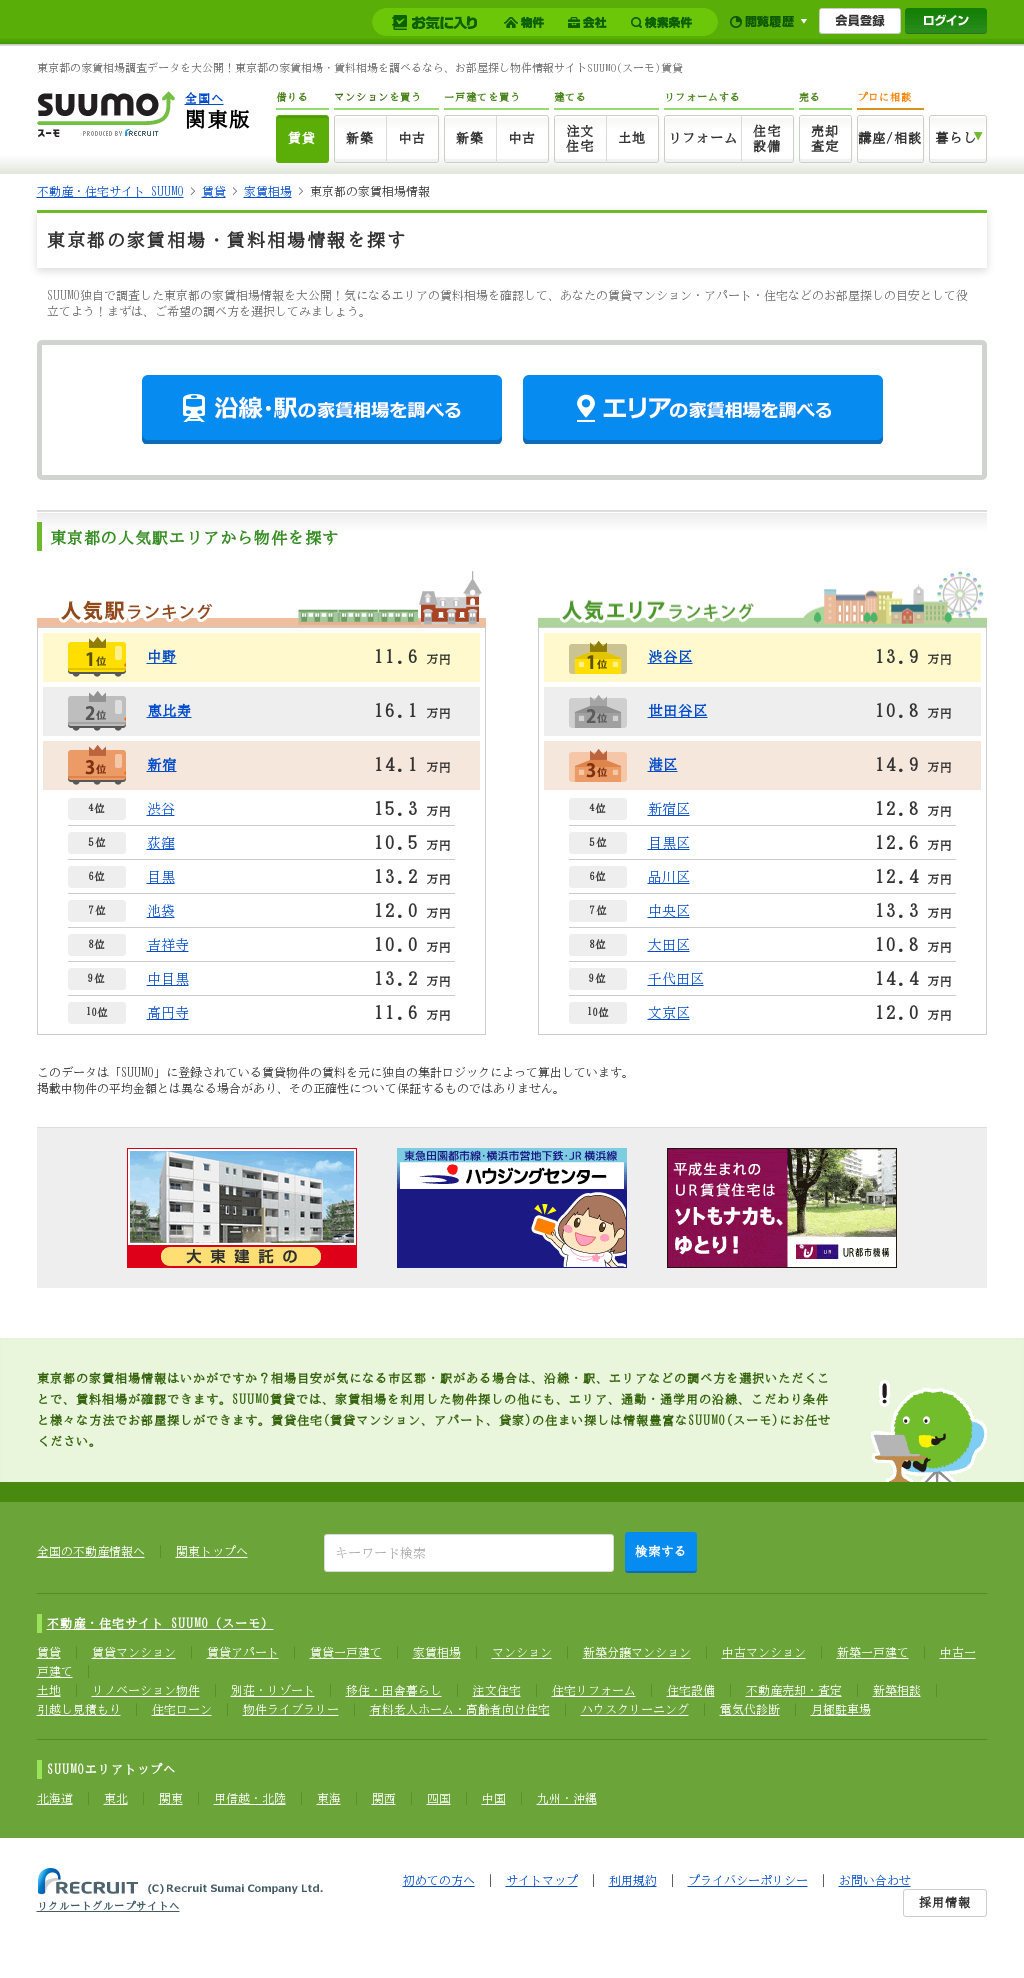 お気に入り 物件 会社 検索条件 閲覧履歴 会員登録 ログイン
東京都の家賃相場調査データを大公開！東京都の家賃相場・賃料相場を調べるなら、お部屋探し物件情報サイトSUUMO(スーモ)賃貸
SUUMO
スーモ PRODUCED BY RECRUIT
全国へ
関東版
借りる マンションを買う 一戸建てを買う 建てる リフォームする 売る プロに相談
賃貸 新築 中古 新築 中古 注文住宅 土地 リフォーム 住宅設備 売却査定 講座/相談 暮らし
不動産・住宅サイト SUUMO > 賃貸 > 家賃相場 > 東京都の家賃相場情報
東京都の家賃相場・賃料相場情報を探す
SUUMO独自で調査した東京都の家賃相場情報を大公開！気になるエリアの賃料相場を確認して、あなたの賃貸マンション・アパート・住宅などのお部屋探しの目安として役
立てよう！まずは、ご希望の調べ方を選択してみましょう。
沿線・駅の家賃相場を調べる
エリアの家賃相場を調べる
東京都の人気駅エリアから物件を探す
人気駅ランキング
1位 中野 11.6 万円
2位 恵比寿 16.1 万円
3位 新宿 14.1 万円
4位 渋谷 15.3 万円
5位 荻窪 10.5 万円
6位 目黒 13.2 万円
7位 池袋 12.0 万円
8位 吉祥寺 10.0 万円
9位 中目黒 13.2 万円
10位 高円寺 11.6 万円
人気エリアランキング
1位 渋谷区 13.9 万円
2位 世田谷区 10.8 万円
3位 港区 14.9 万円
4位 新宿区 12.8 万円
5位 目黒区 12.6 万円
6位 品川区 12.4 万円
7位 中央区 13.3 万円
8位 大田区 10.8 万円
9位 千代田区 14.4 万円
10位 文京区 12.0 万円
このデータは「SUUMO」に登録されている賃貸物件の賃料を元に独自の集計ロジックによって算出しています。
掲載中物件の平均金額とは異なる場合があり、その正確性について保証するものではありません。
大東建託の
東急田園都市線・横浜市営地下鉄・JR横浜線
ハウジングセンター
平成生まれの
UR賃貸住宅は
ソトもナカも、
ゆとり！
UR UR都市機構
東京都の家賃相場情報はいかがですか？相場目安が気になる市区郡・駅がある場合は、沿線・駅、エリアなどの調べ方を選択いただくこ
とで、賃料相場が確認できます。SUUMO賃貸では、家賃相場を利用した物件探しの他にも、エリア、通勤・通学用の沿線、こだわり条件
と様々な方法でお部屋探しができます。賃貸住宅(賃貸マンション、アパート、貸家)の住まい探しは情報豊富なSUUMO(スーモ)にお任せ
ください。
全国の不動産情報へ 関東トップへ キーワード検索 検索する
不動産・住宅サイト SUUMO (スーモ)
賃貸 賃貸マンション 賃貸アパート 賃貸一戸建て 家賃相場 マンション 新築分譲マンション 中古マンション 新築一戸建て 中古一
戸建て
土地 リノベーション物件 別荘・リゾート 移住・田舎暮らし 注文住宅 住宅リフォーム 住宅設備 不動産売却・査定 新築相談
引越し見積もり 住宅ローン 物件ライブラリー 有料老人ホーム・高齢者向け住宅 ハウスクリーニング 電気代診断 月極駐車場
SUUMOエリアトップへ
北海道 東北 関東 甲信越・北陸 東海 関西 四国 中国 九州・沖縄
RECRUIT (C) Recruit Sumai Company Ltd.
リクルートグループサイトへ
初めての方へ | サイトマップ | 利用規約 | プライバシーポリシー | お問い合わせ
採用情報